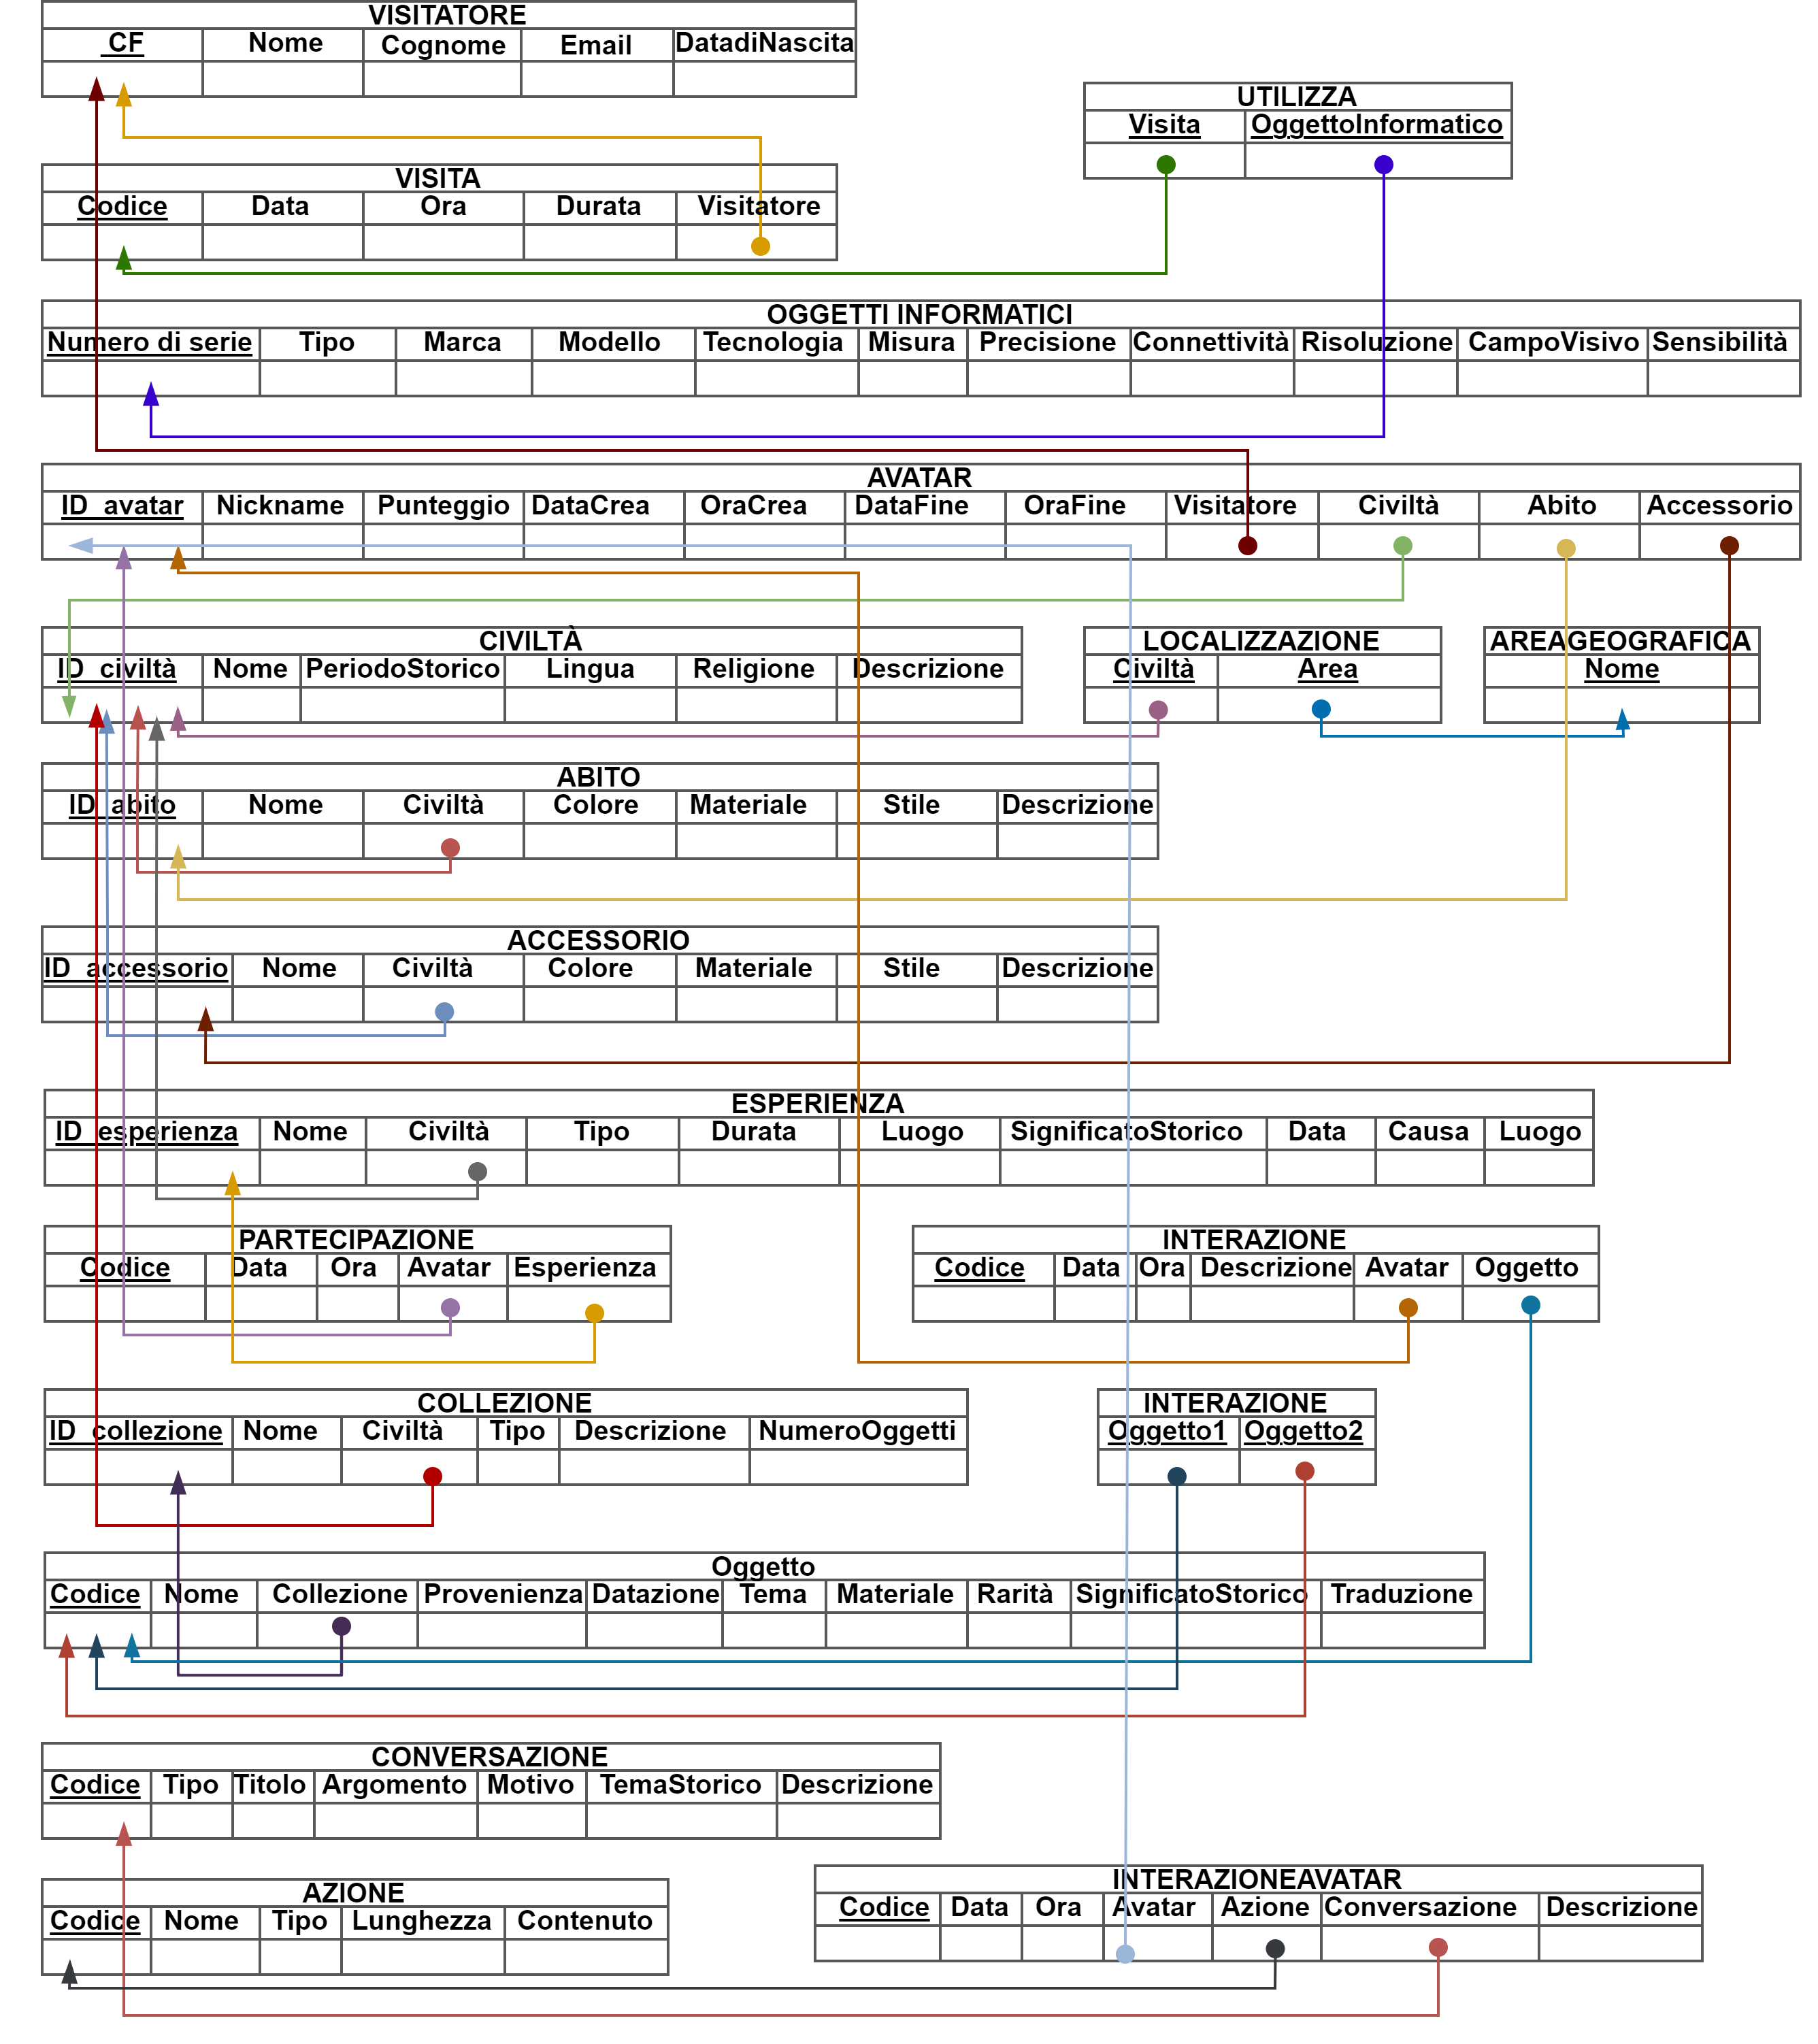 VISITATORE
CF Nome Cognome Email DatadiNascita
UTILIZZA
Visita OggettoInformatico
VISITA
Codice Data Ora Durata Visitatore
OGGETTI INFORMATICI
Numero di serie Tipo Marca Modello Tecnologia Misura Precisione Connettività Risoluzione CampoVisivo Sensibilità
AVATAR
ID_avatar Nickname Punteggio DataCrea OraCrea DataFine OraFine Visitatore Civiltà Abito Accessorio
CIVILTÀ
ID_civiltà Nome PeriodoStorico Lingua Religione Descrizione
LOCALIZZAZIONE
Civiltà Area
AREAGEOGRAFICA
Nome
ABITO
ID_abito Nome Civiltà Colore Materiale Stile Descrizione
ACCESSORIO
ID_accessorio Nome Civiltà Colore Materiale Stile Descrizione
ESPERIENZA
ID_esperienza Nome Civiltà Tipo Durata Luogo SignificatoStorico Data Causa Luogo
PARTECIPAZIONE
Codice Data Ora Avatar Esperienza
INTERAZIONE
Codice Data Ora Descrizione Avatar Oggetto
COLLEZIONE
ID_collezione Nome Civiltà Tipo Descrizione NumeroOggetti
INTERAZIONE
Oggetto1 Oggetto2
Oggetto
Codice Nome Collezione Provenienza Datazione Tema Materiale Rarità SignificatoStorico Traduzione
CONVERSAZIONE
Codice Tipo Titolo Argomento Motivo TemaStorico Descrizione
AZIONE
Codice Nome Tipo Lunghezza Contenuto
INTERAZIONEAVATAR
Codice Data Ora Avatar Azione Conversazione Descrizione